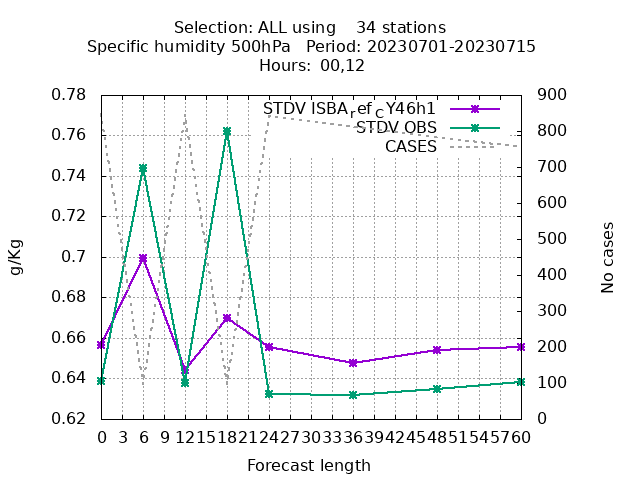 Selection: ALL using    34 stations
Specific humidity 500hPa   Period: 20230701-20230715
Hours: 00,12
STDV ISBA_ref_CY46h1
STDV OBS
CASES
g/Kg
No cases
0.78
0.76
0.74
0.72
0.7
0.68
0.66
0.64
0.62
900
800
700
600
500
400
300
200
100
0
0 3 6 9 12 15 18 21 24 27 30 33 36 39 42 45 48 51 54 57 60
Forecast length